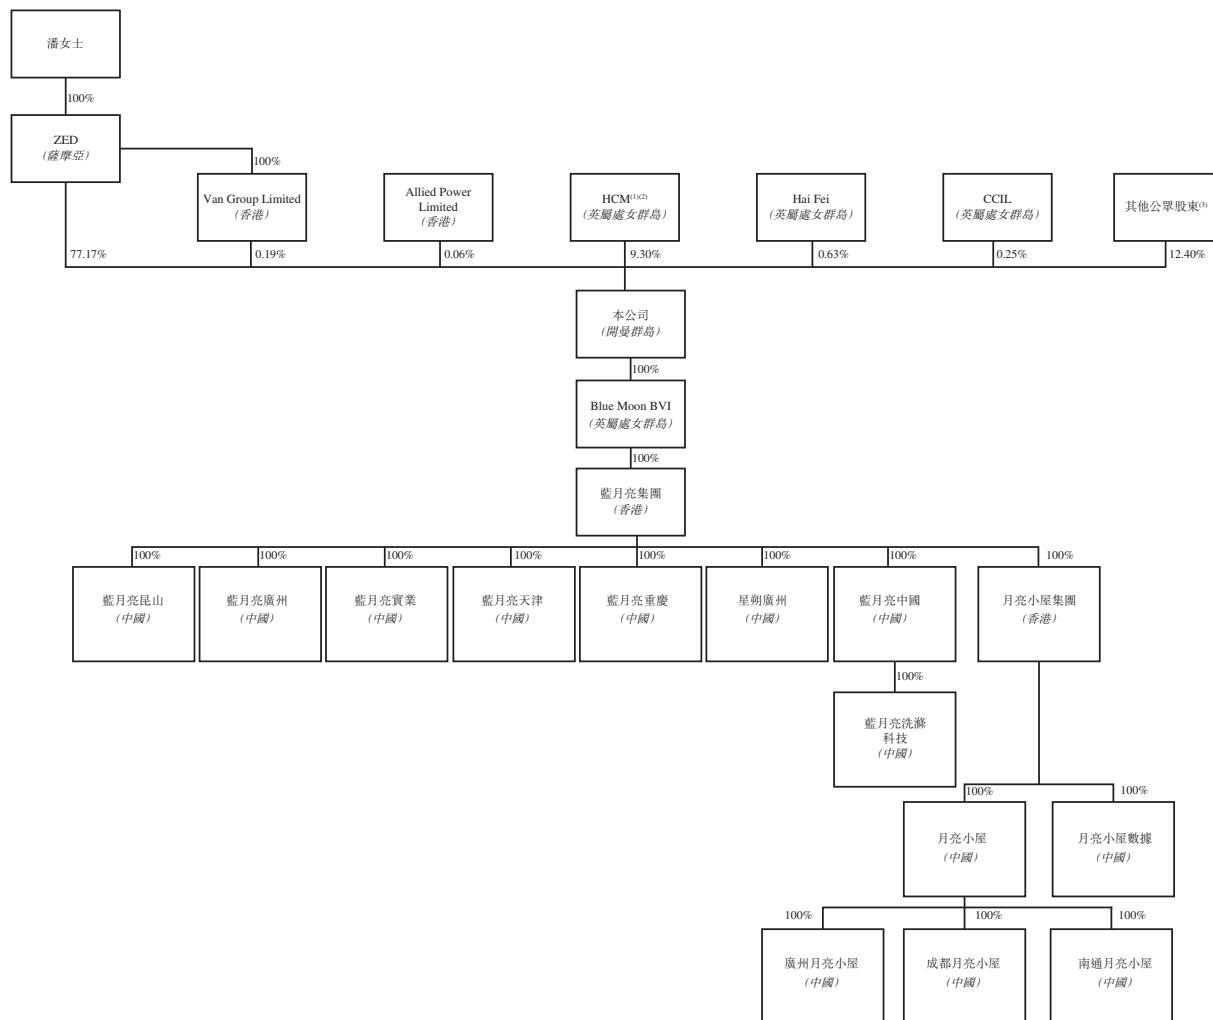 潘女士
100%
ZED
(薩摩亞)
100%
Van Group Limited
(香港)
Allied Power
Limited
(香港)
HCM(1)(2)
(英屬處女群島)
Hai Fei
(英屬處女群島)
CCIL
(英屬處女群島)
其他公眾股東(3)
77.17%
0.19%
0.06%
9.30%
0.63%
0.25%
12.40%
本公司
(開曼群島)
100%
Blue Moon BVI
(英屬處女群島)
100%
藍月亮集團
(香港)
100%
100%
100%
100%
100%
100%
100%
100%
藍月亮昆山
(中國)
藍月亮廣州
(中國)
藍月亮實業
(中國)
藍月亮天津
(中國)
藍月亮重慶
(中國)
星朔廣州
(中國)
藍月亮中國
(中國)
月亮小屋集團
(香港)
100%
藍月亮洗滌
科技
(中國)
100%
100%
月亮小屋
(中國)
月亮小屋數據
(中國)
100%
100%
100%
廣州月亮小屋
(中國)
成都月亮小屋
(中國)
南通月亮小屋
(中國)